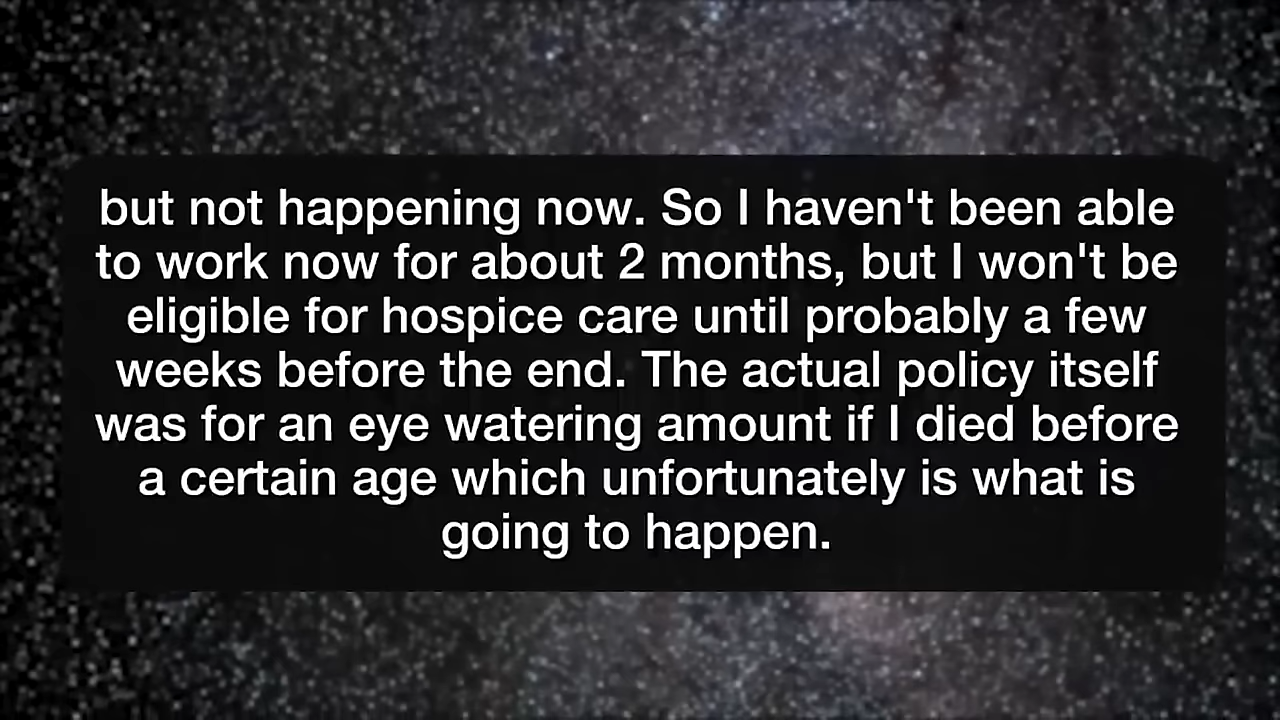 but not happening now. So I haven't been able
to work now for about 2 months, but I won't be
eligible for hospice care until probably a few
weeks before the end. The actual policy itself
was for an eye watering amount if I died before
a certain age which unfortunately is what is
going to happen.